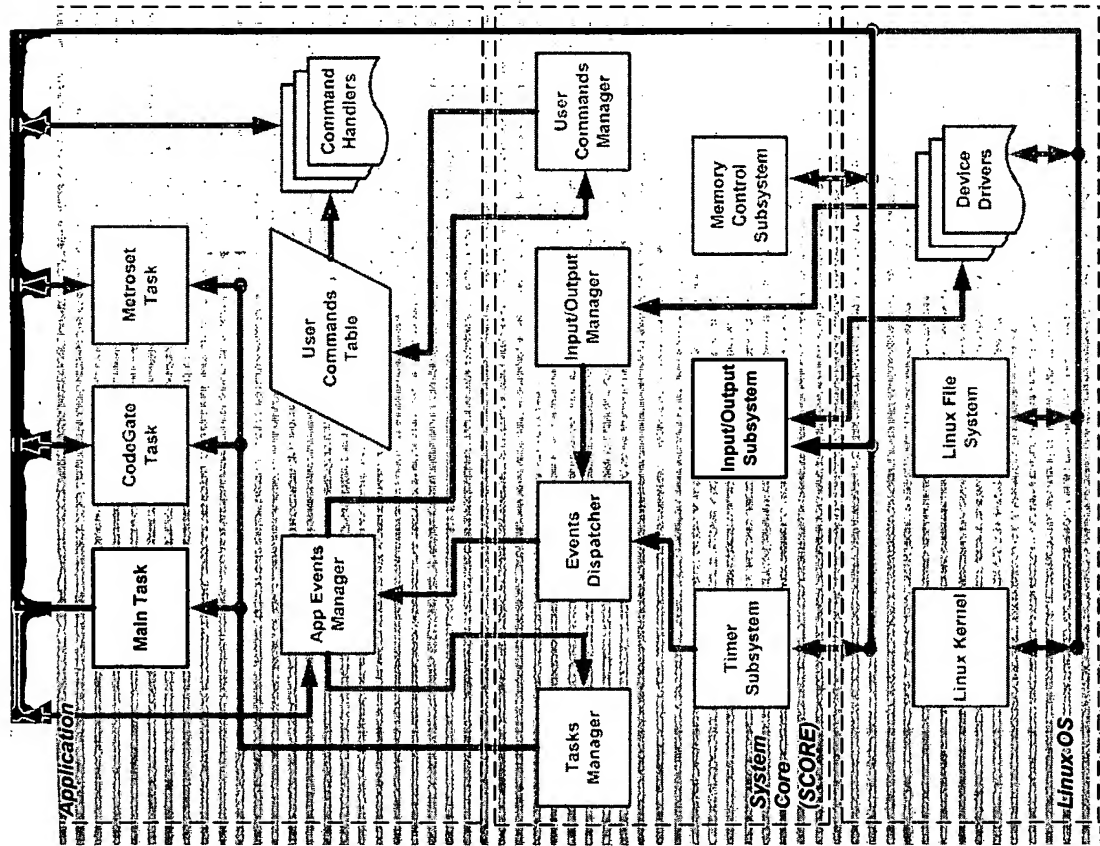 Application
Main Task
CodeGate
Task
Metroset
Task
App Events
Manager
User
Commands
Table
Command
Handlers
Tasks
Manager
Events
Dispatcher
Input/Output
Manager
User
Commands
Manager
System
Core
(SCORE)
Timer
Subsystem
Input/Output
Subsystem
Memory
Control
Subsystem
Linux Kernel
Linux File
System
Device
Drivers
Linux OS